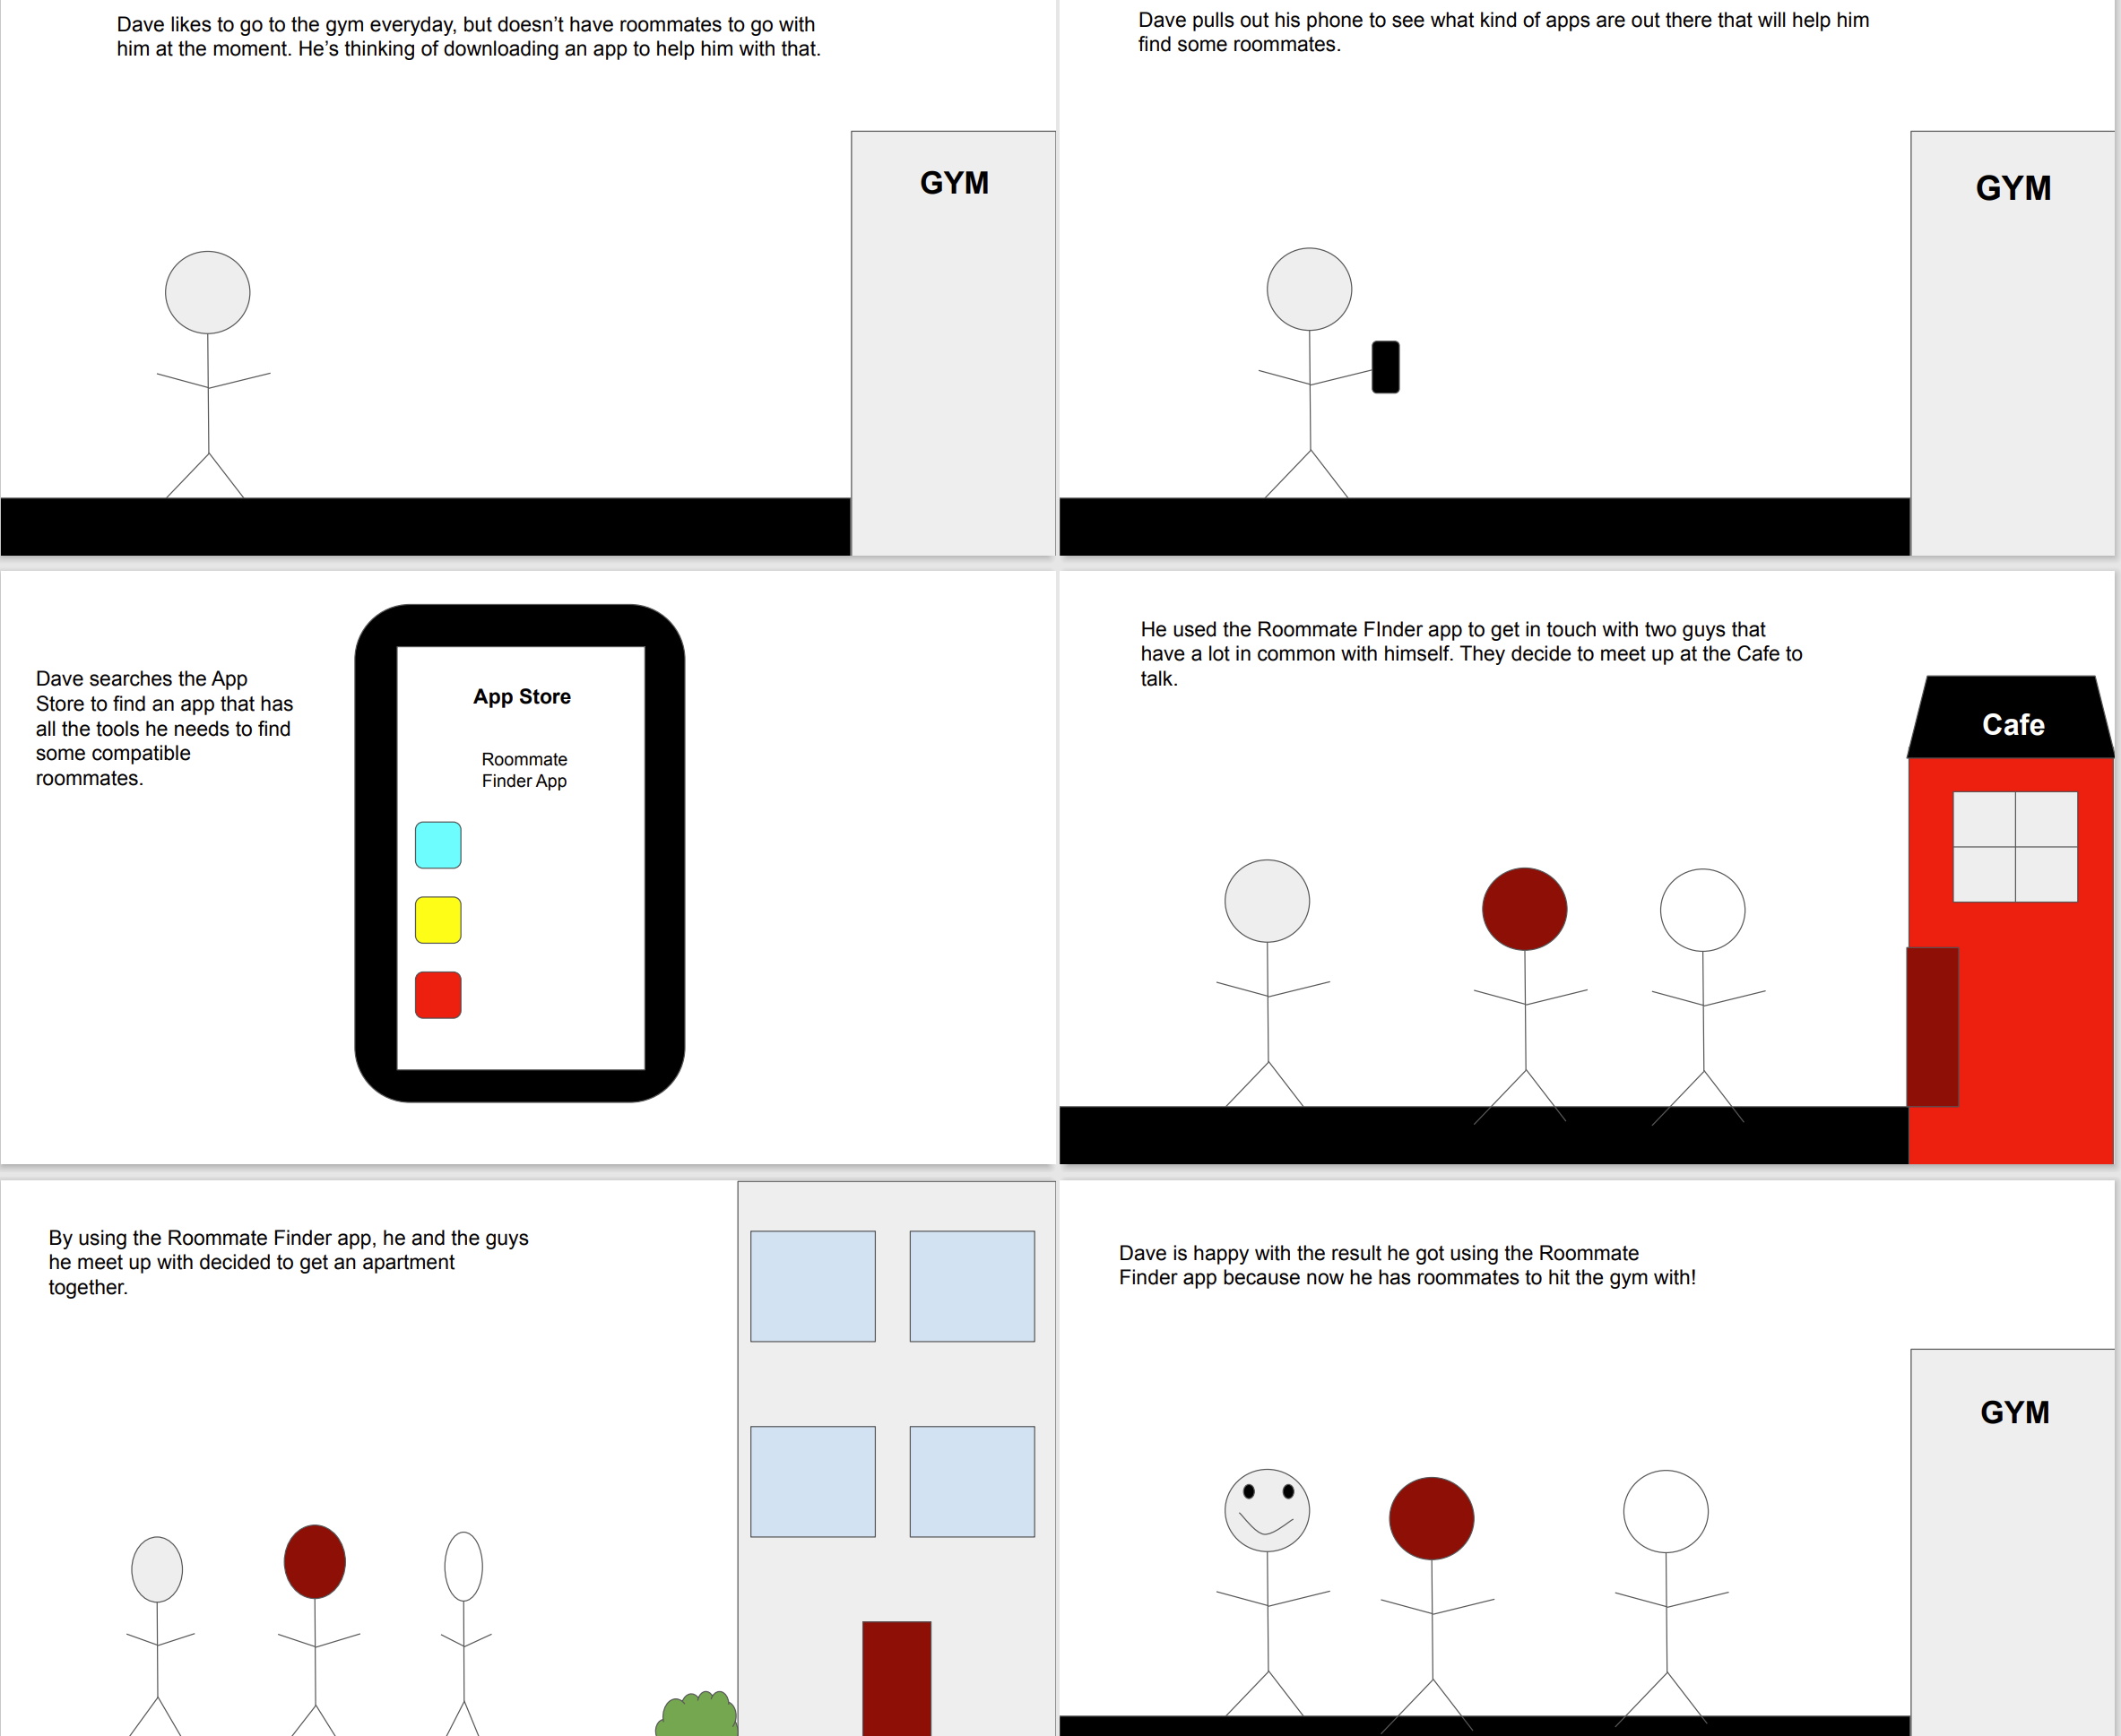 Dave likes to go to the gym everyday, but doesn’t have roommates to go with
him at the moment. He’s thinking of downloading an app to help him with that.
GYM
Dave pulls out his phone to see what kind of apps are out there that will help him
find some roommates.
GYM
Dave searches the App
Store to find an app that has
all the tools he needs to find
some compatible
roommates.
App Store
Roommate
Finder App
He used the Roommate FInder app to get in touch with two guys that
have a lot in common with himself. They decide to meet up at the Cafe to
talk.
Cafe
By using the Roommate Finder app, he and the guys
he meet up with decided to get an apartment
together.
Dave is happy with the result he got using the Roommate
Finder app because now he has roommates to hit the gym with!
GYM